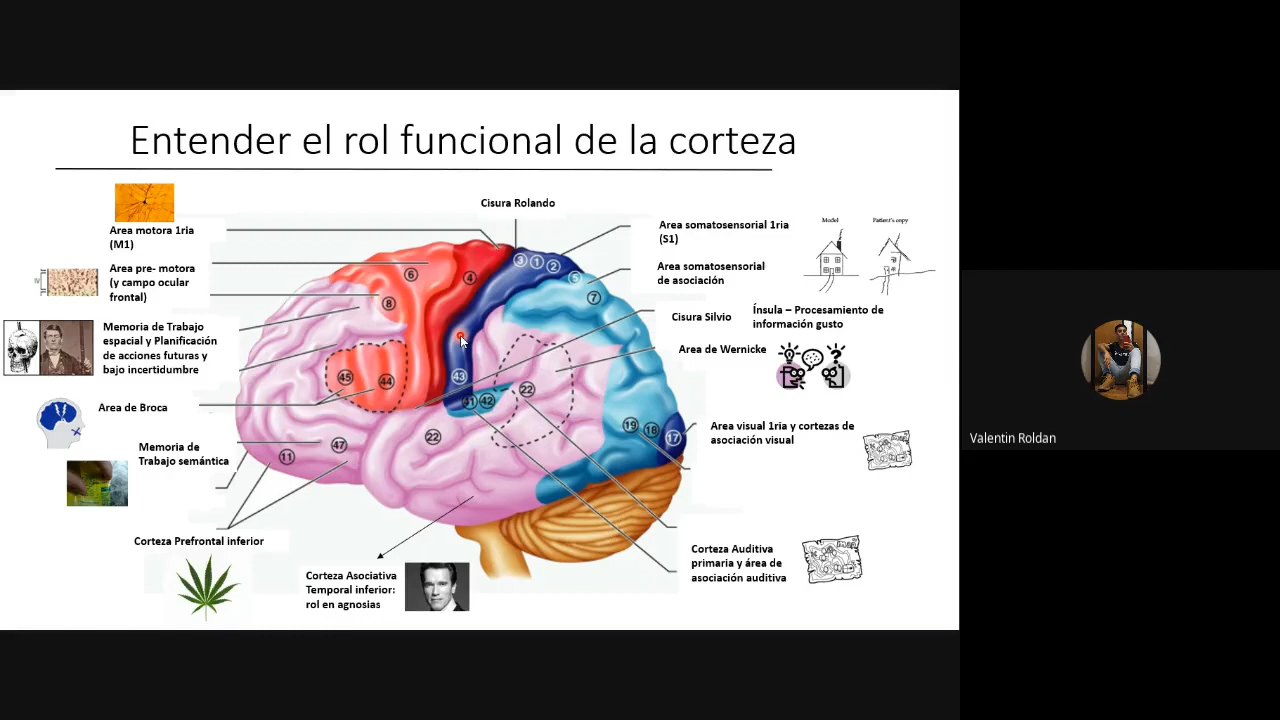 Entender el rol funcional de la corteza
Cisura Rolando
Area motora 1ria
(M1)
Area pre- motora
(y campo ocular
frontal)
Memoria de Trabajo
espacial y Planificación
de acciones futuras y
bajo incertidumbre
Area de Broca
Memoria de
Trabajo semántica
Corteza Prefrontal inferior
Corteza Asociativa
Temporal inferior:
rol en agnosias
Area somatosensorial 1ria
(S1)
Area somatosensorial
de asociación
Cisura Silvio
Ínsula – Procesamiento de
información gusto
Area de Wernicke
Area visual 1ria y cortezas de
asociación visual
Corteza Auditiva
primaria y área de
asociación auditiva
Model
Patient's copy
6
4
3
1
2
5
7
8
45
44
43
41
42
22
22
47
11
19
18
17
Valentin Roldan